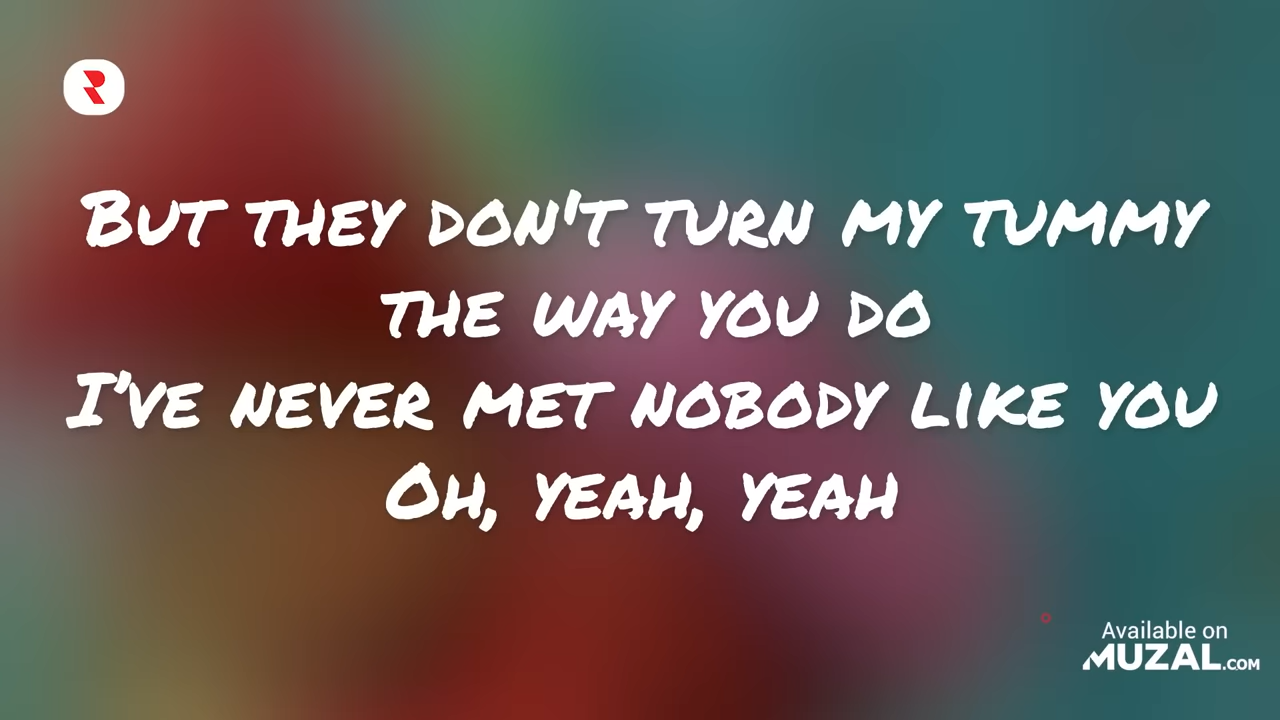 But they don't turn my tummy
the way you do
I’ve never met nobody like you
Oh, yeah, yeah
Available on
MUZAL.COM